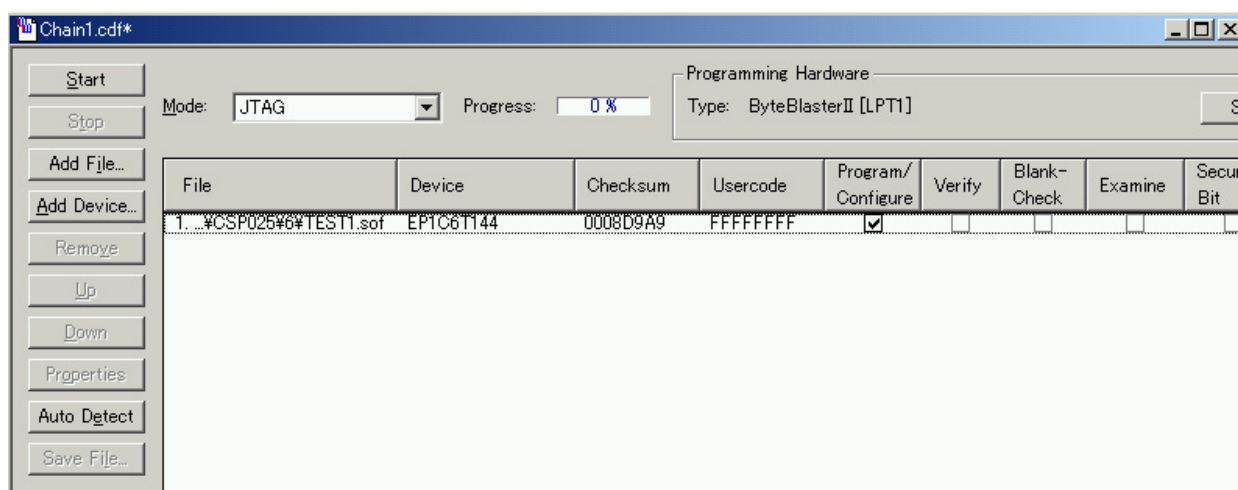 Chain1.cdf*
Start
Mode: JTAG Progress: 0 %
Programming Hardware
Type: ByteBlasterII [LPT1]
Stop
Add File...
Add Device...
Remove
Up
Down
Properties
Auto Detect
Save File...
File Device Checksum Usercode Program/ Configure Verify Blank- Check Examine Secur Bit
1. ...¥CSP025¥6¥TEST1.sof EP1C6T144 0008D9A9 FFFFFFFF